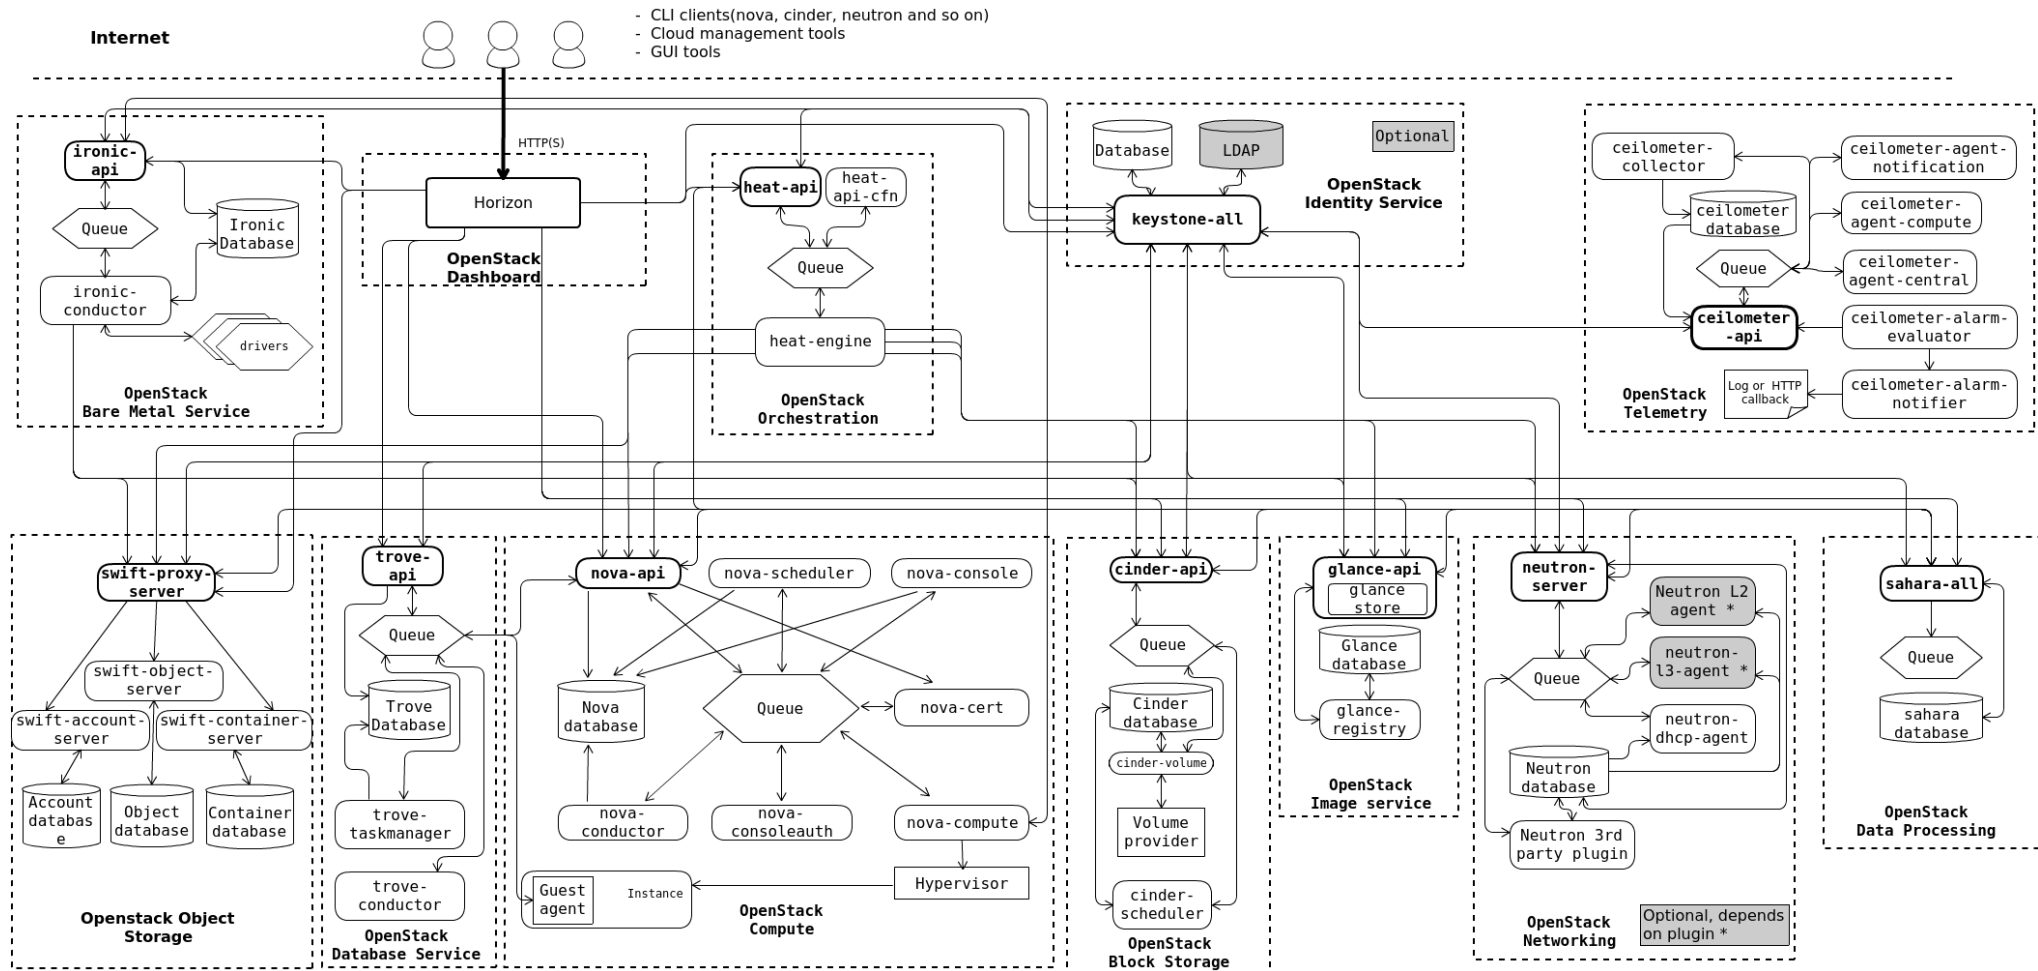 - CLI clients(nova, cinder, neutron and so on)
- Cloud management tools
- GUI tools
Internet
HTTP(S)
ironic-
api
Queue
ironic-
conductor
Ironic
Database
drivers
OpenStack
Bare Metal Service
Horizon
OpenStack
Dashboard
heat-api
heat-
api-cfn
Queue
heat-engine
OpenStack
Orchestration
Database
LDAP
Optional
keystone-all
OpenStack
Identity Service
ceilometer-
collector
ceilometer-agent-
notification
ceilometer
database
ceilometer-
agent-compute
Queue
ceilometer-
agent-central
ceilometer
-api
ceilometer-alarm-
evaluator
Log or HTTP
callback
ceilometer-alarm-
notifier
OpenStack
Telemetry
swift-proxy-
server
swift-object-
server
swift-account-
server
swift-container-
server
Account
databas
e
Object
database
Container
database
Openstack Object
Storage
trove-
api
Queue
Trove
Database
trove-
taskmanager
trove-
conductor
OpenStack
Database Service
nova-api
nova-scheduler
nova-console
Nova
database
Queue
nova-cert
nova-
conductor
nova-
consoleauth
nova-compute
Hypervisor
Guest
agent
Instance
OpenStack
Compute
cinder-api
Queue
Cinder
database
cinder-volume
Volume
provider
cinder-
scheduler
OpenStack
Block Storage
glance-api
glance
store
Glance
database
glance-
registry
OpenStack
Image service
neutron-
server
Neutron L2
agent *
neutron-
l3-agent *
Queue
neutron-
dhcp-agent
Neutron
database
Neutron 3rd
party plugin
OpenStack
Networking
Optional, depends
on plugin *
sahara-all
Queue
sahara
database
OpenStack
Data Processing